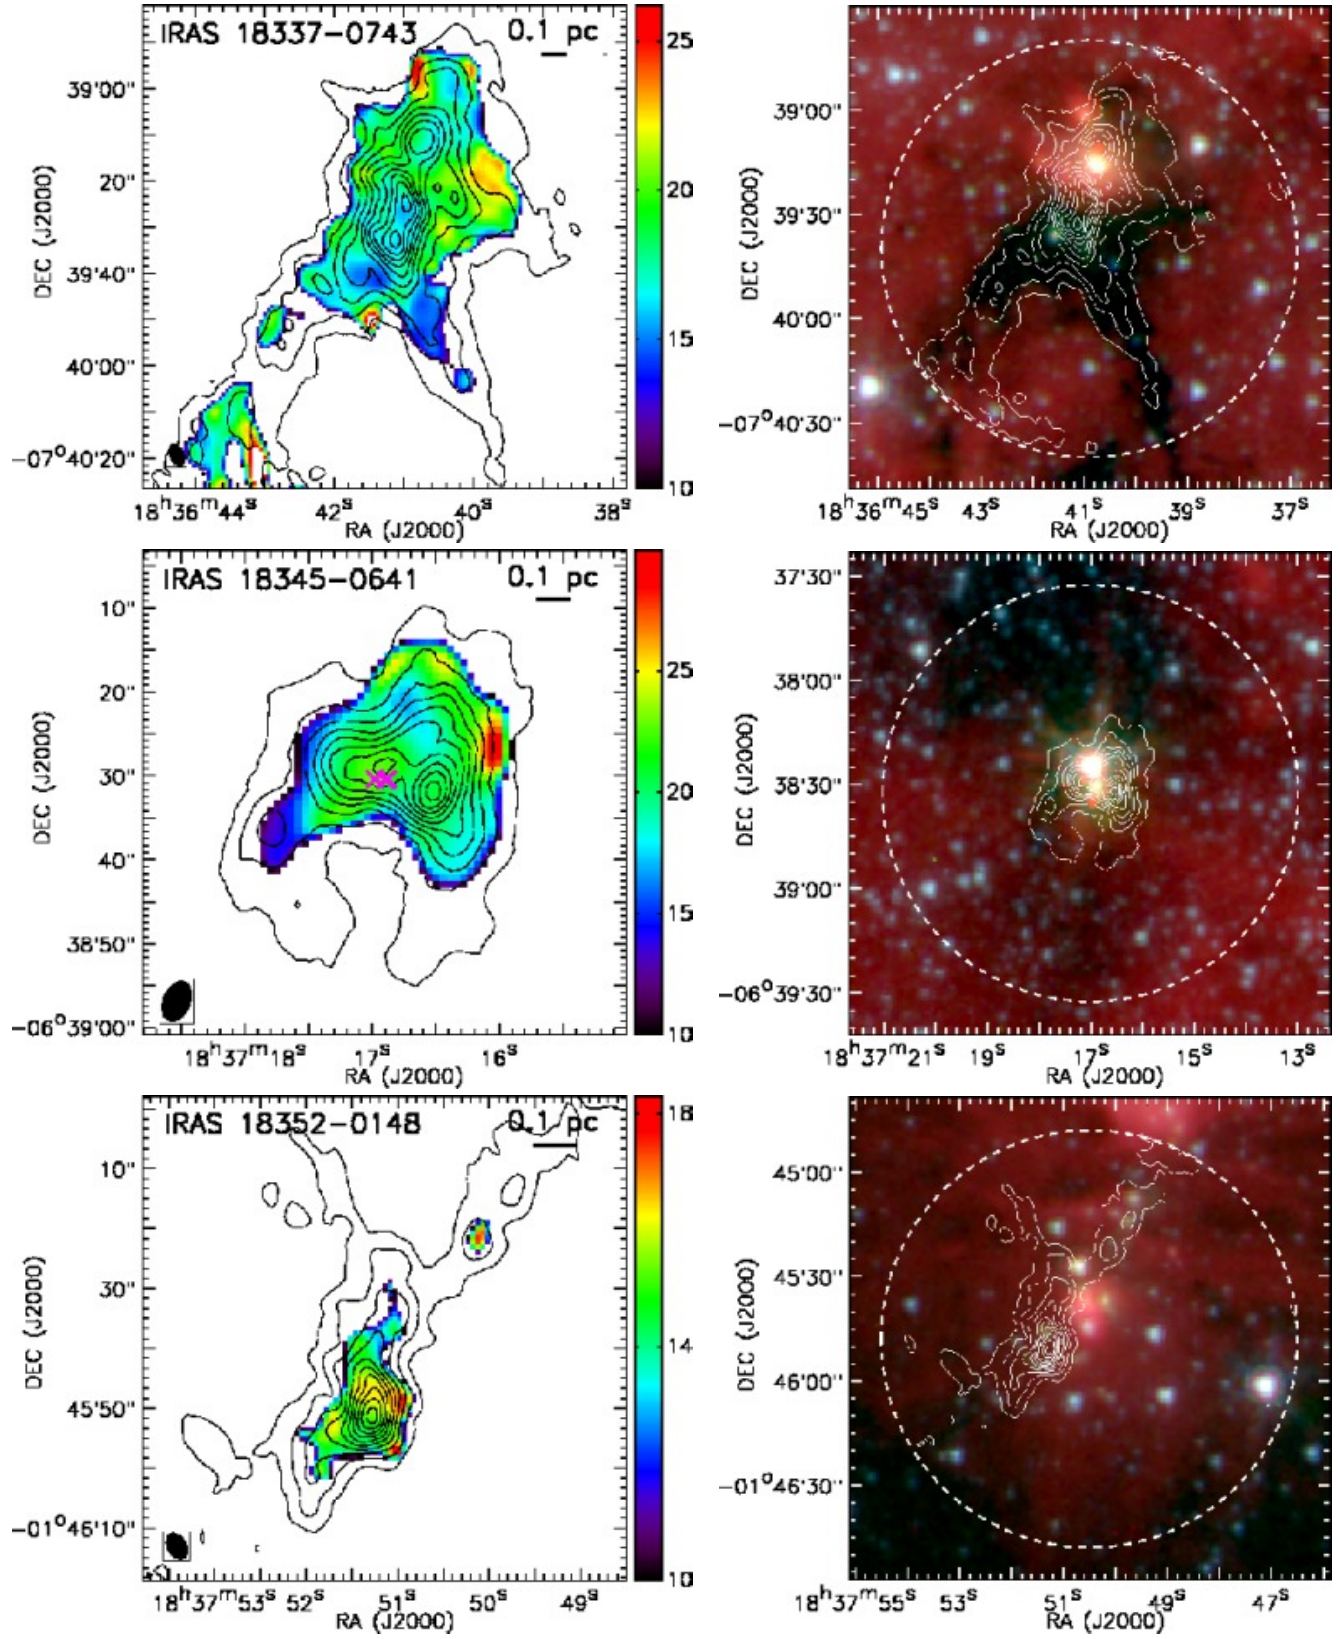 IRAS 18337-0743
0.1 pc
25
20
15
10
39'00"
20"
39'40"
40'00"
-07°40'20"
DEC (J2000)
18ʰ36ᵐ44ˢ
42ˢ
40ˢ
38ˢ
RA (J2000)
39'00"
39'30"
40'00"
-07°40'30"
DEC (J2000)
18ʰ36ᵐ45ˢ
43ˢ
41ˢ
39ˢ
37ˢ
RA (J2000)
IRAS 18345-0641
0.1 pc
25
20
15
10
10"
20"
30"
40"
38'50"
-06°39'00"
DEC (J2000)
18ʰ37ᵐ18ˢ
17ˢ
16ˢ
RA (J2000)
37'30"
38'00"
38'30"
39'00"
-06°39'30"
DEC (J2000)
18ʰ37ᵐ21ˢ
19ˢ
17ˢ
15ˢ
13ˢ
RA (J2000)
IRAS 18352-0148
0.1 pc
18
14
10
10"
30"
45'50"
-01°46'10"
DEC (J2000)
18ʰ37ᵐ53ˢ
52ˢ
51ˢ
50ˢ
49ˢ
RA (J2000)
45'00"
45'30"
46'00"
-01°46'30"
DEC (J2000)
18ʰ37ᵐ55ˢ
53ˢ
51ˢ
49ˢ
47ˢ
RA (J2000)